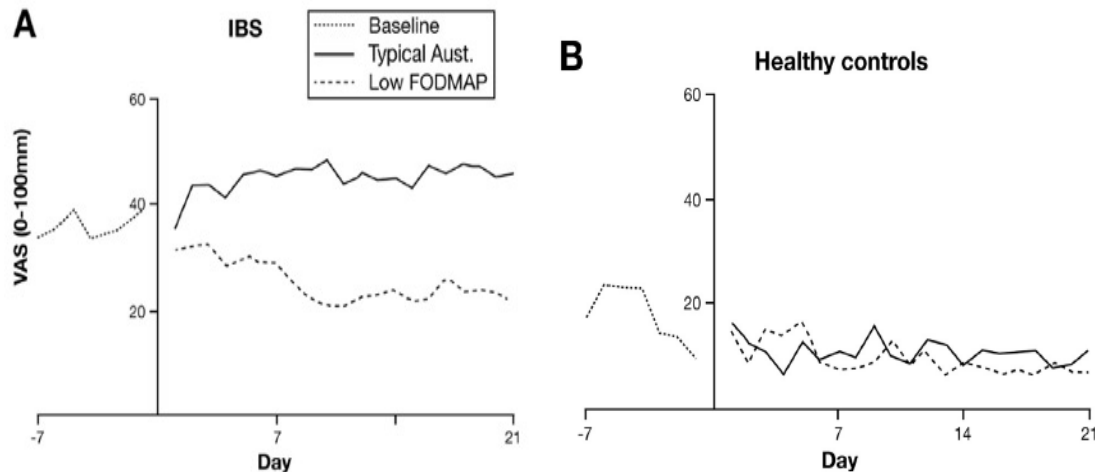 A
IBS
Baseline
Typical Aust.
Low FODMAP
60
40
20
VAS (0-100mm)
-7
7
21
Day
B
Healthy controls
60
40
20
-7
7
14
21
Day